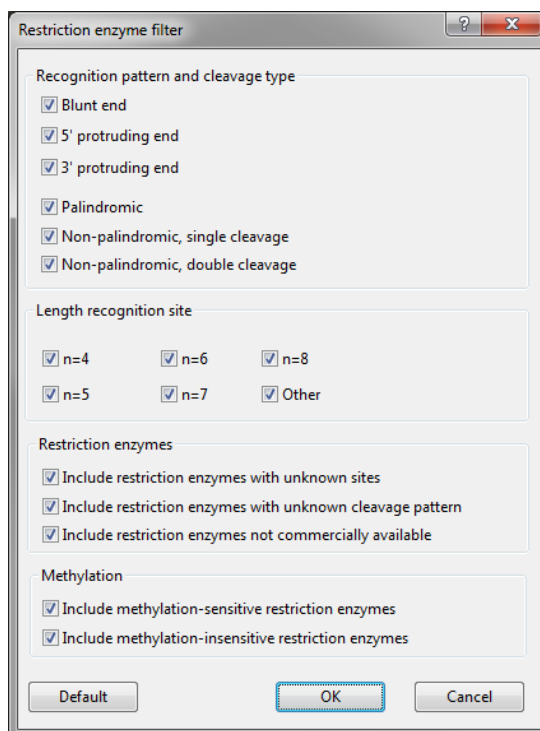 Restriction enzyme filter
?
Recognition pattern and cleavage type
Blunt end
5' protruding end
3' protruding end
Palindromic
Non-palindromic, single cleavage
Non-palindromic, double cleavage
Length recognition site
n=4 n=6 n=8
n=5 n=7 Other
Restriction enzymes
Include restriction enzymes with unknown sites
Include restriction enzymes with unknown cleavage pattern
Include restriction enzymes not commercially available
Methylation
Include methylation-sensitive restriction enzymes
Include methylation-insensitive restriction enzymes
Default OK Cancel